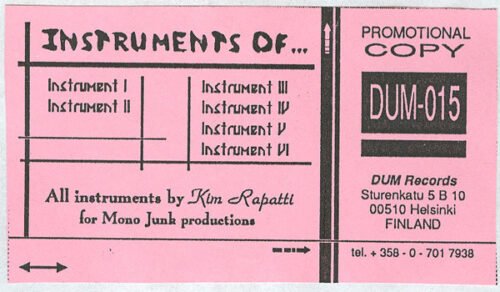 INSTRUMENTS OF...
Instrument I
Instrument II
Instrument III
Instrument IV
Instrument V
Instrument VI
All instruments by Kim Rapatti
for Mono Junk productions
PROMOTIONAL
COPY
DUM-015
DUM Records
Sturenkatu 5 B 10
00510 Helsinki
FINLAND
tel. + 358 - 0 - 701 7938